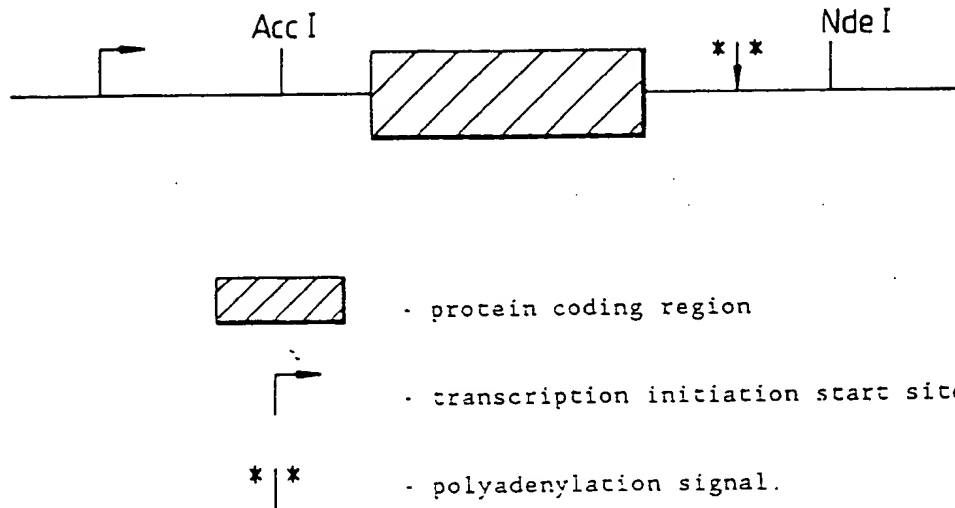 Acc I
Nde I
* *
- protein coding region
- transcription initiation start site
* * - polyadenylation signal.